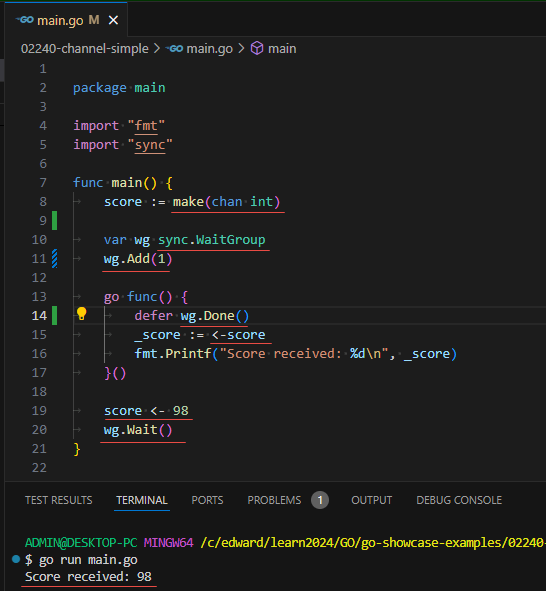 main.go M
02240-channel-simple > main.go > main
1
2 package main
3
4 import "fmt"
5 import "sync"
6
7 func main() {
8 score := make(chan int)
9
10 var wg sync.WaitGroup
11 wg.Add(1)
12
13 go func() {
14 defer wg.Done()
15 _score := <-score
16 fmt.Printf("Score received: %d\n", _score)
17 }()
18
19 score <- 98
20 wg.Wait()
21 }
22
TEST RESULTS TERMINAL PORTS PROBLEMS 1 OUTPUT DEBUG CONSOLE
ADMIN@DESKTOP-PC MINGW64 /c/edward/learn2024/GO/go-showcase-examples/02240-
$ go run main.go
Score received: 98